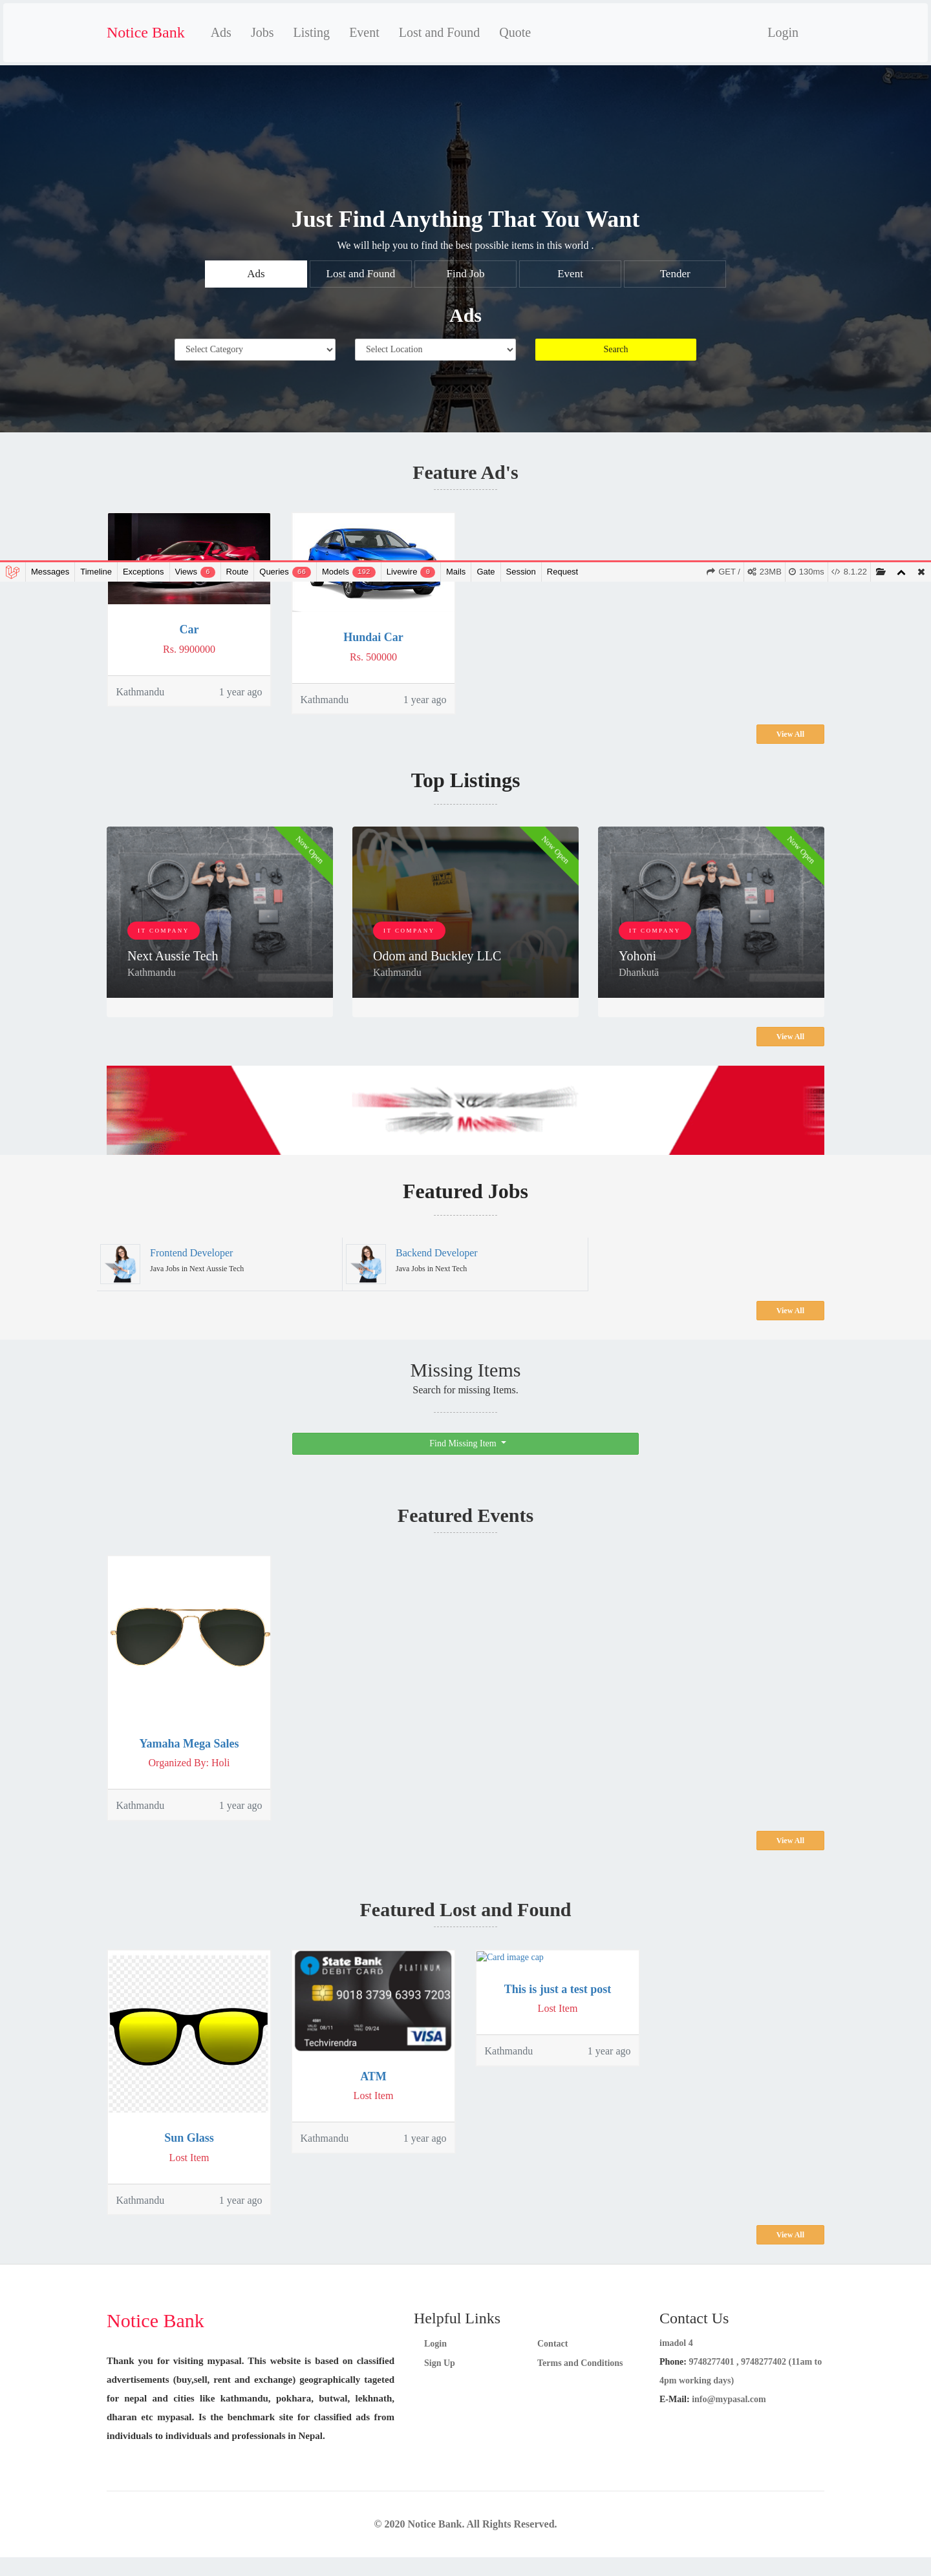 Notice Bank Ads Jobs Listing Event Lost and Found Quote Login
Just Find Anything That You Want
We will help you to find the best possible items in this world .
Ads Lost and Found Find Job Event Tender
Ads
Select Category Select Location Search
Feature Ad's
Messages Timeline Exceptions Views 6 Route Queries 66 Models 192 Livewire 0 Mails Gate Session Request GET / 23MB 130ms 8.1.22
Car
Rs. 9900000
Kathmandu 1 year ago
Hundai Car
Rs. 500000
Kathmandu 1 year ago
View All
Top Listings
Now Open
IT COMPANY
Next Aussie Tech
Kathmandu
Now Open
IT COMPANY
Odom and Buckley LLC
Kathmandu
Now Open
IT COMPANY
Yohoni
Dhankutā
View All
Featured Jobs
Frontend Developer
Java Jobs in Next Aussie Tech
Backend Developer
Java Jobs in Next Tech
View All
Missing Items
Search for missing Items.
Find Missing Item
Featured Events
Yamaha Mega Sales
Organized By: Holi
Kathmandu 1 year ago
View All
Featured Lost and Found
Sun Glass
Lost Item
Kathmandu 1 year ago
State Bank
DEBIT CARD PLATINUM
9018 3739 6393 7203
08/11 09/24
Techvirendra VISA
ATM
Lost Item
Kathmandu 1 year ago
Card image cap
This is just a test post
Lost Item
Kathmandu 1 year ago
View All
Notice Bank
Thank you for visiting mypasal. This website is based on classified
advertisements (buy,sell, rent and exchange) geographically tageted
for nepal and cities like kathmandu, pokhara, butwal, lekhnath,
dharan etc mypasal. Is the benchmark site for classified ads from
individuals to individuals and professionals in Nepal.
Helpful Links
Login Contact
Sign Up Terms and Conditions
Contact Us
imadol 4
Phone: 9748277401 , 9748277402 (11am to
4pm working days)
E-Mail: info@mypasal.com
© 2020 Notice Bank. All Rights Reserved.